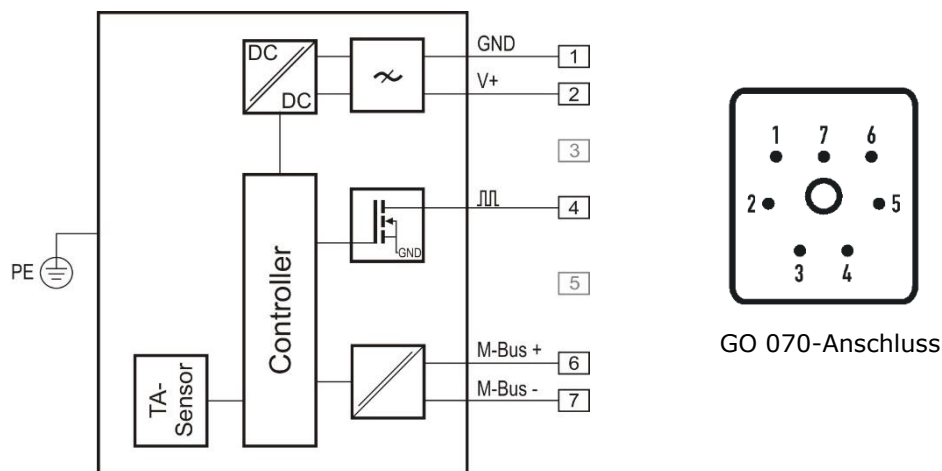 DC
DC
GND
1
V+
2
3
4
GND
5
PE
Controller
TA-
Sensor
M-Bus +
6
M-Bus -
7
1 7 6
2 5
3 4
GO 070-Anschluss